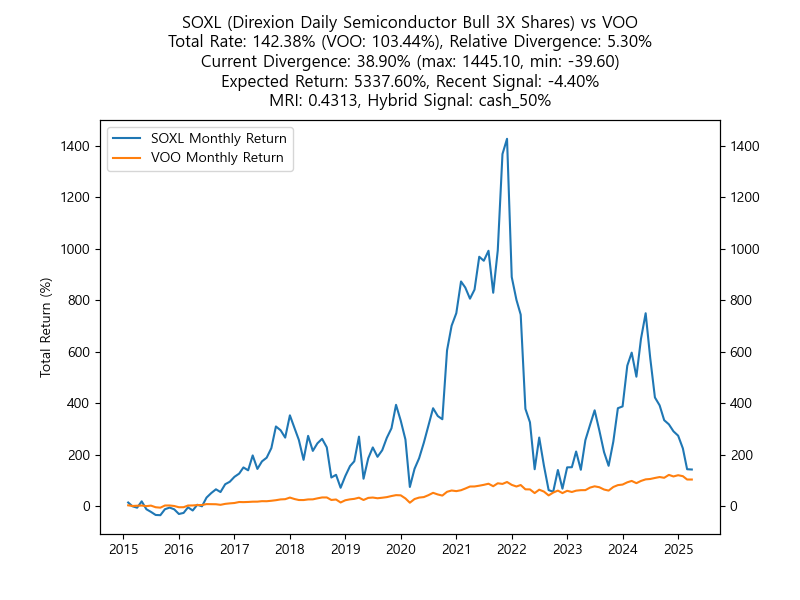 SOXL (Direxion Daily Semiconductor Bull 3X Shares) vs VOO
Total Rate: 142.38% (VOO: 103.44%), Relative Divergence: 5.30%
Current Divergence: 38.90% (max: 1445.10, min: -39.60)
Expected Return: 5337.60%, Recent Signal: -4.40%
MRI: 0.4313, Hybrid Signal: cash_50%
SOXL Monthly Return
VOO Monthly Return
Total Return (%)
1400
1200
1000
800
600
400
200
0
1400
1200
1000
800
600
400
200
0
2015 2016 2017 2018 2019 2020 2021 2022 2023 2024 2025